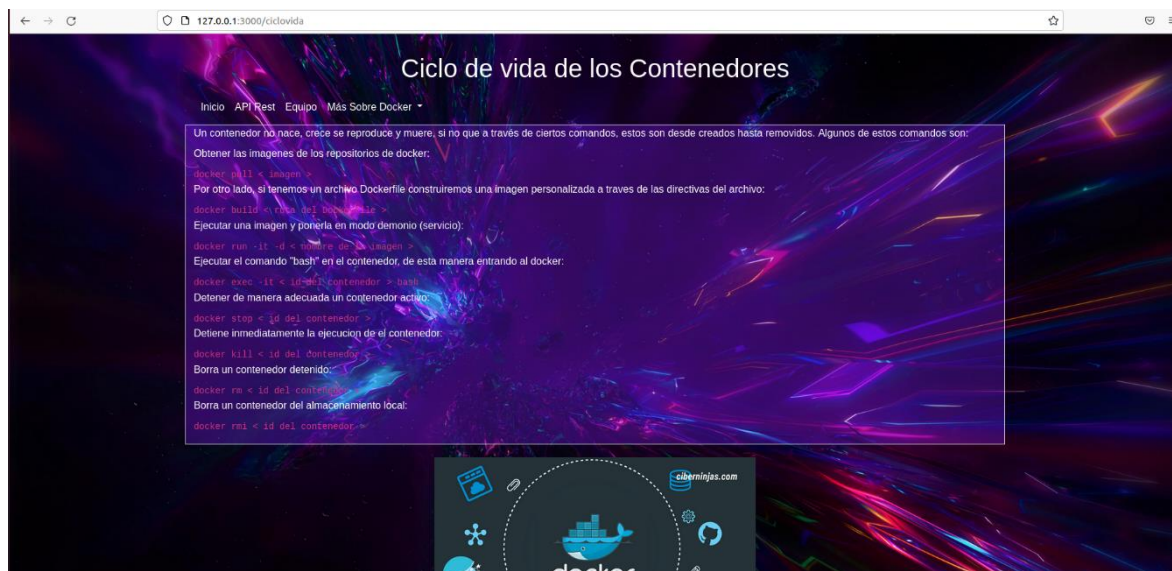 127.0.0.1:3000/ciclovida
Ciclo de vida de los Contenedores
Inicio API Rest Equipo Más Sobre Docker
Un contenedor no nace, crece se reproduce y muere, si no que a través de ciertos comandos, estos son desde creados hasta removidos. Algunos de estos comandos son:
Obtener las imagenes de los repositorios de docker:
docker pull < imagen >
Por otro lado, si tenemos un archivo Dockerfile construiremos una imagen personalizada a traves de las directivas del archivo:
docker build < ruta del Dockerfile >
Ejecutar una imagen y ponerla en modo demonio (servicio):
docker run -it -d < nombre de la imagen >
Ejecutar el comando "bash" en el contenedor, de esta manera entrando al docker:
docker exec -it < id del contenedor > bash
Detener de manera adecuada un contenedor activo:
docker stop < id del contenedor >
Detiene inmediatamente la ejecucion de el contenedor:
docker kill < id del contenedor >
Borra un contenedor detenido:
docker rm < id del contenedor >
Borra un contenedor del almacenamiento local:
docker rmi < id del contenedor >
ciberninjas.com
docker